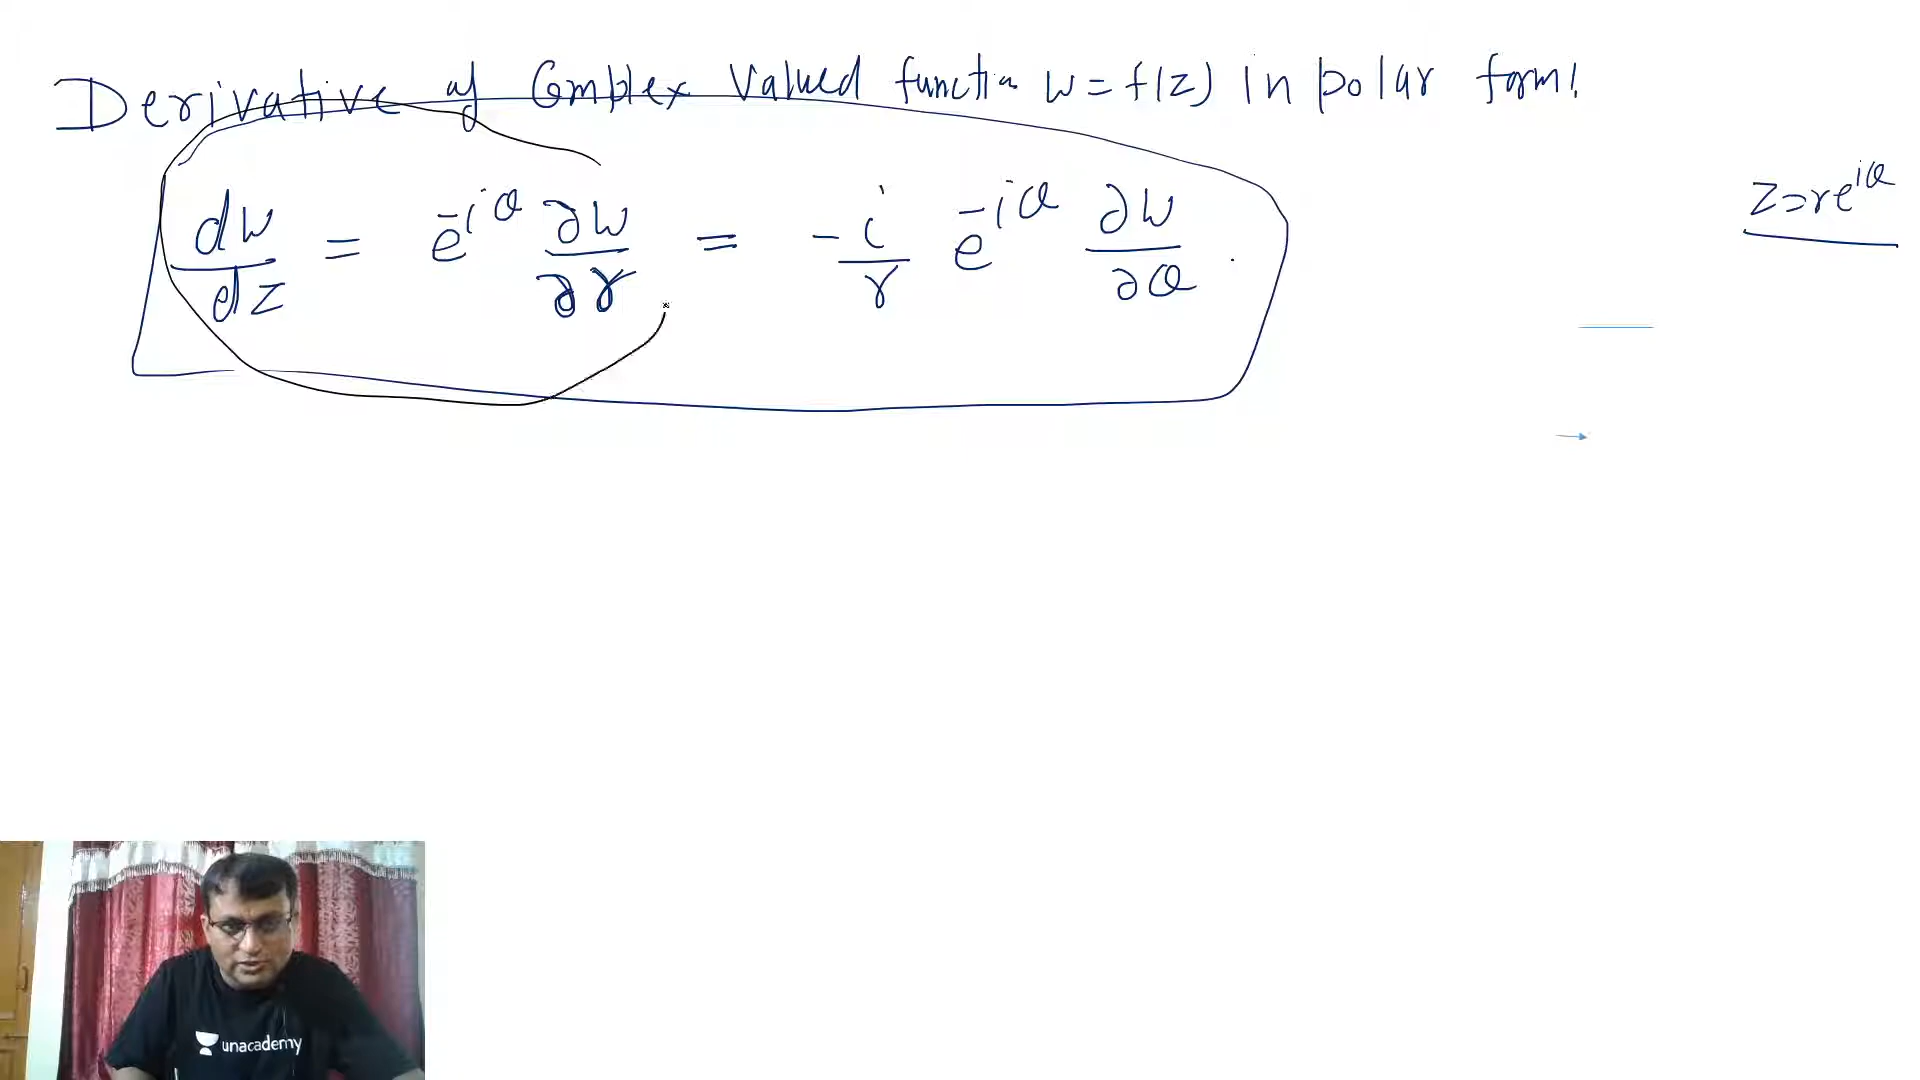 Derivative of Complex Valued function w = f(z) in polar form!
z=re^{iθ}
dw/dz = e^{-iθ} ∂w/∂r = -i/r e^{-iθ} ∂w/∂θ .
unacademy